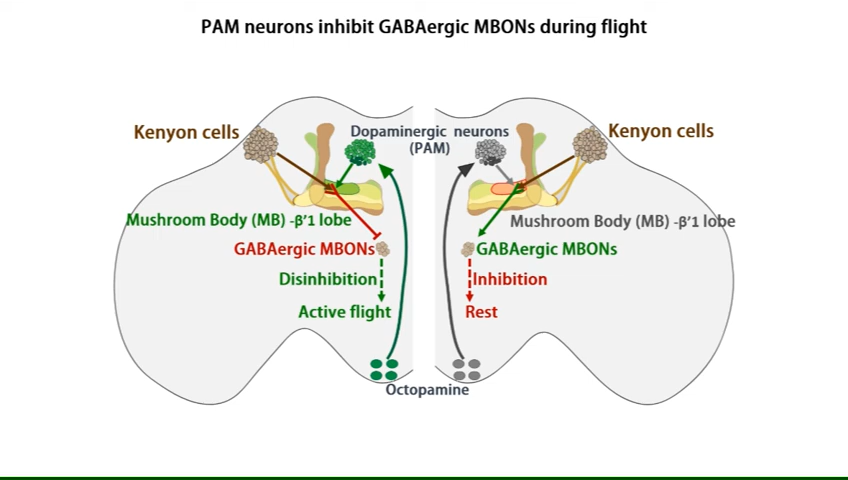 PAM neurons inhibit GABAergic MBONs during flight
Kenyon cells
Dopaminergic neurons
(PAM)
Kenyon cells
Mushroom Body (MB) -β′1 lobe
Mushroom Body (MB) -β′1 lobe
GABAergic MBONs
GABAergic MBONs
Disinhibition
Inhibition
Active flight
Rest
Octopamine